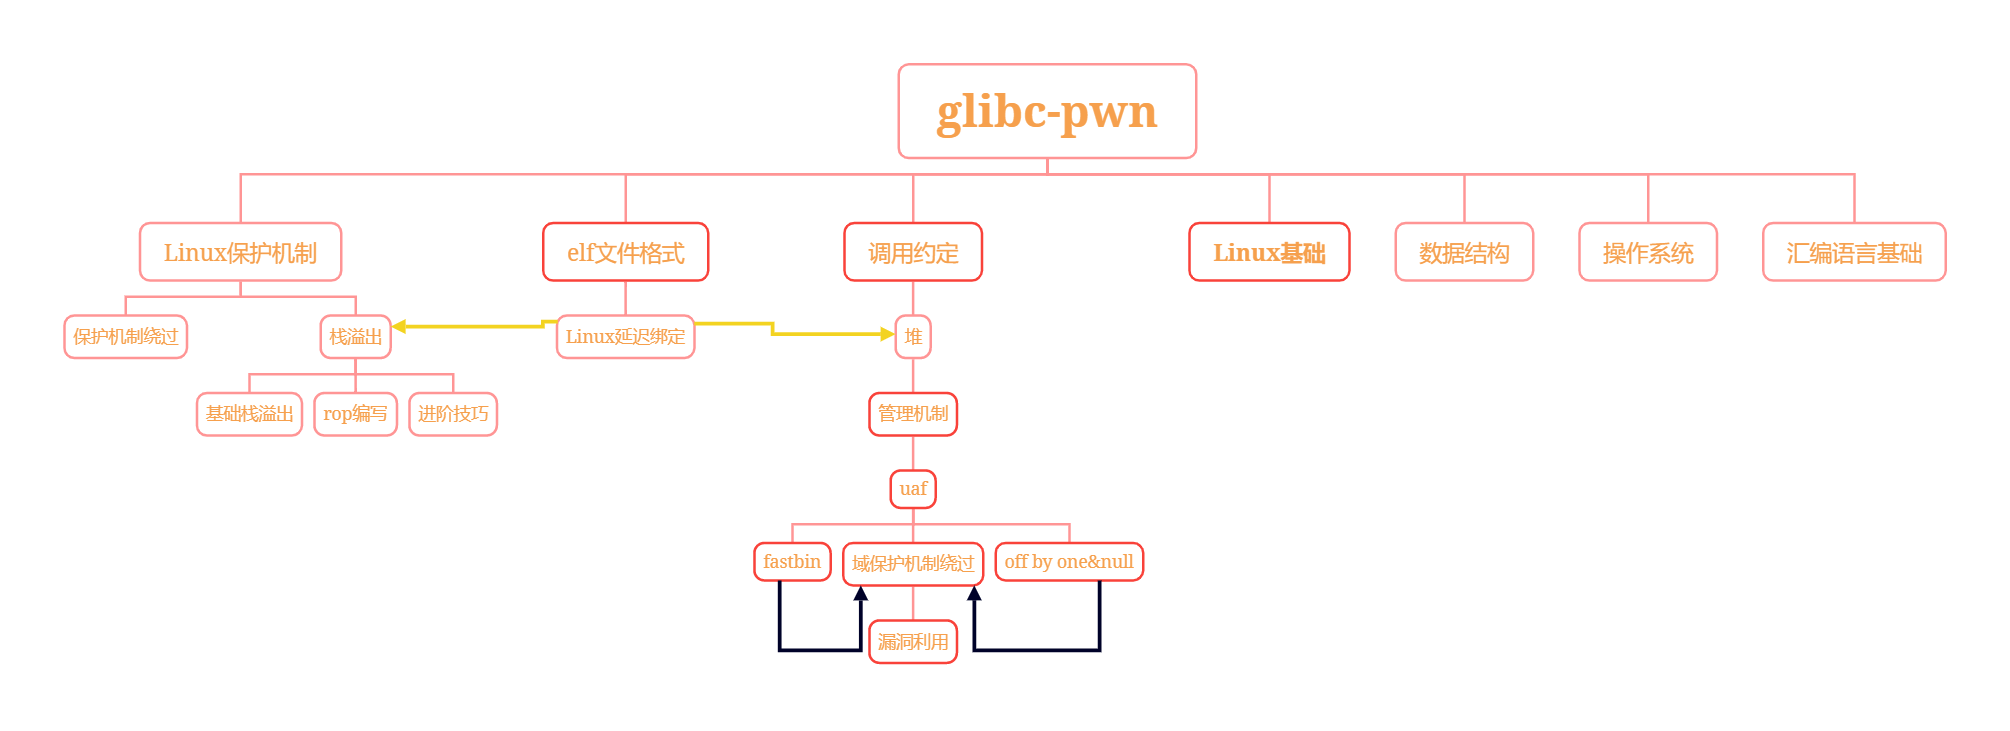 glibc-pwn
Linux保护机制
elf文件格式
调用约定
Linux基础
数据结构
操作系统
汇编语言基础
保护机制绕过
栈溢出
Linux延迟绑定
堆
基础栈溢出
rop编写
进阶技巧
管理机制
uaf
fastbin
域保护机制绕过
off by one&null
漏洞利用